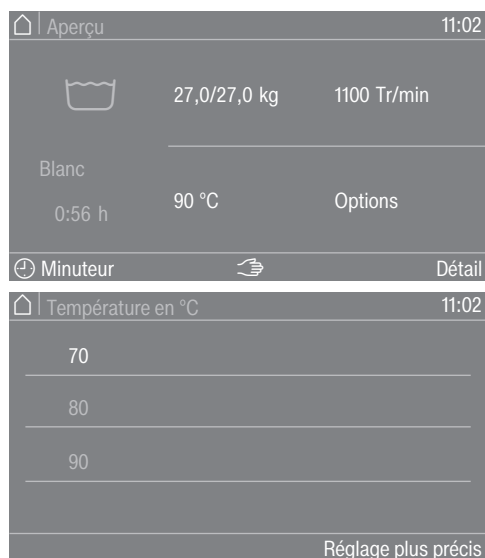 Aperçu 11:02
27,0/27,0 kg 1100 Tr/min
Blanc
0:56 h
90 °C Options
Minuteur Détail
Température en °C 11:02
70
80
90
Réglage plus précis